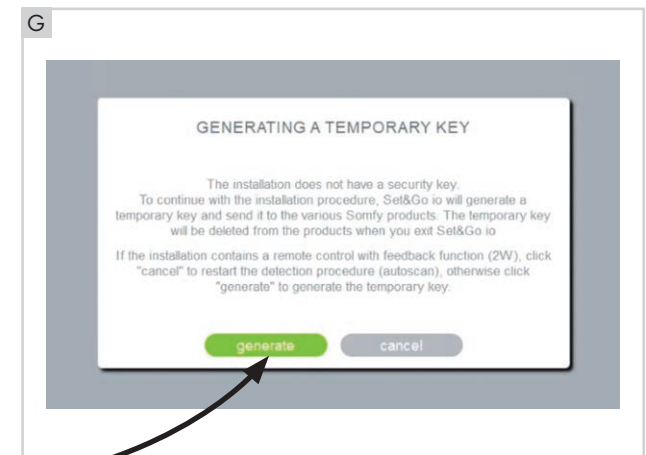 G
GENERATING A TEMPORARY KEY
The installation does not have a security key.
To continue with the installation procedure, Set&Go io will generate a
temporary key and send it to the various Somfy products. The temporary key
will be deleted from the products when you exit Set&Go io
If the installation contains a remote control with feedback function (2W), click
"cancel" to restart the detection procedure (autoscan), otherwise click
"generate" to generate the temporary key.
generate cancel